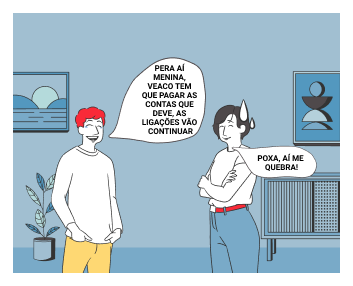 PERA AÍ
MENINA,
VEACO TEM
QUE PAGAR AS
CONTAS QUE
DEVE, AS
LIGAÇÕES VÃO
CONTINUAR
POXA, AÍ ME
QUEBRA!